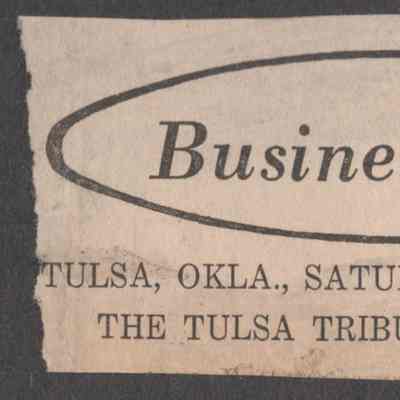 Busine
TULSA, OKLA., SATU
THE TULSA TRIBU